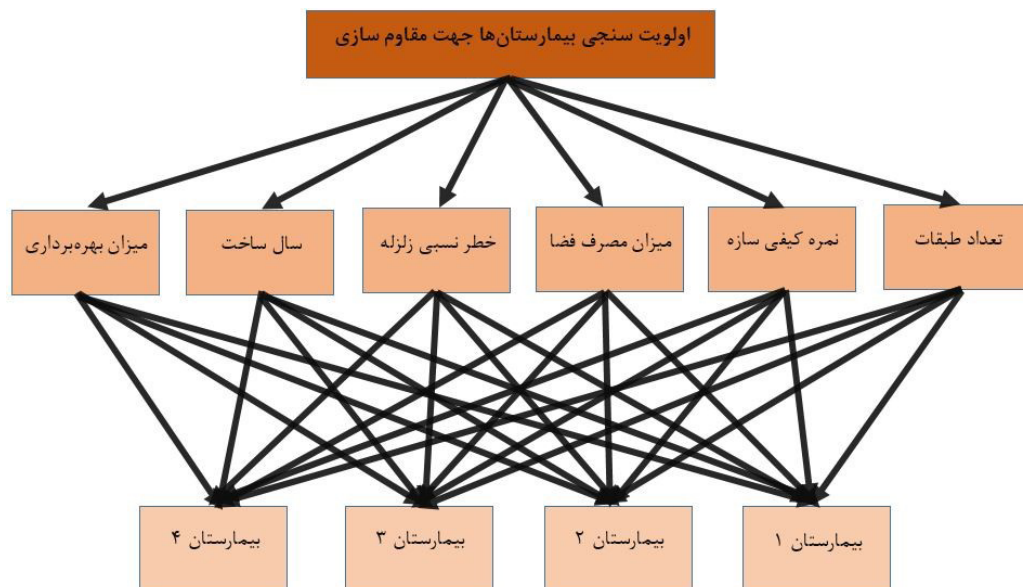 اولویت سنجی بیمارستان‌ها جهت مقاوم سازی
تعداد طبقات
نمره کیفی سازه
میزان مصرف فضا
خطر نسبی زلزله
سال ساخت
میزان بهره‌برداری
بیمارستان ۱
بیمارستان ۲
بیمارستان ۳
بیمارستان ۴